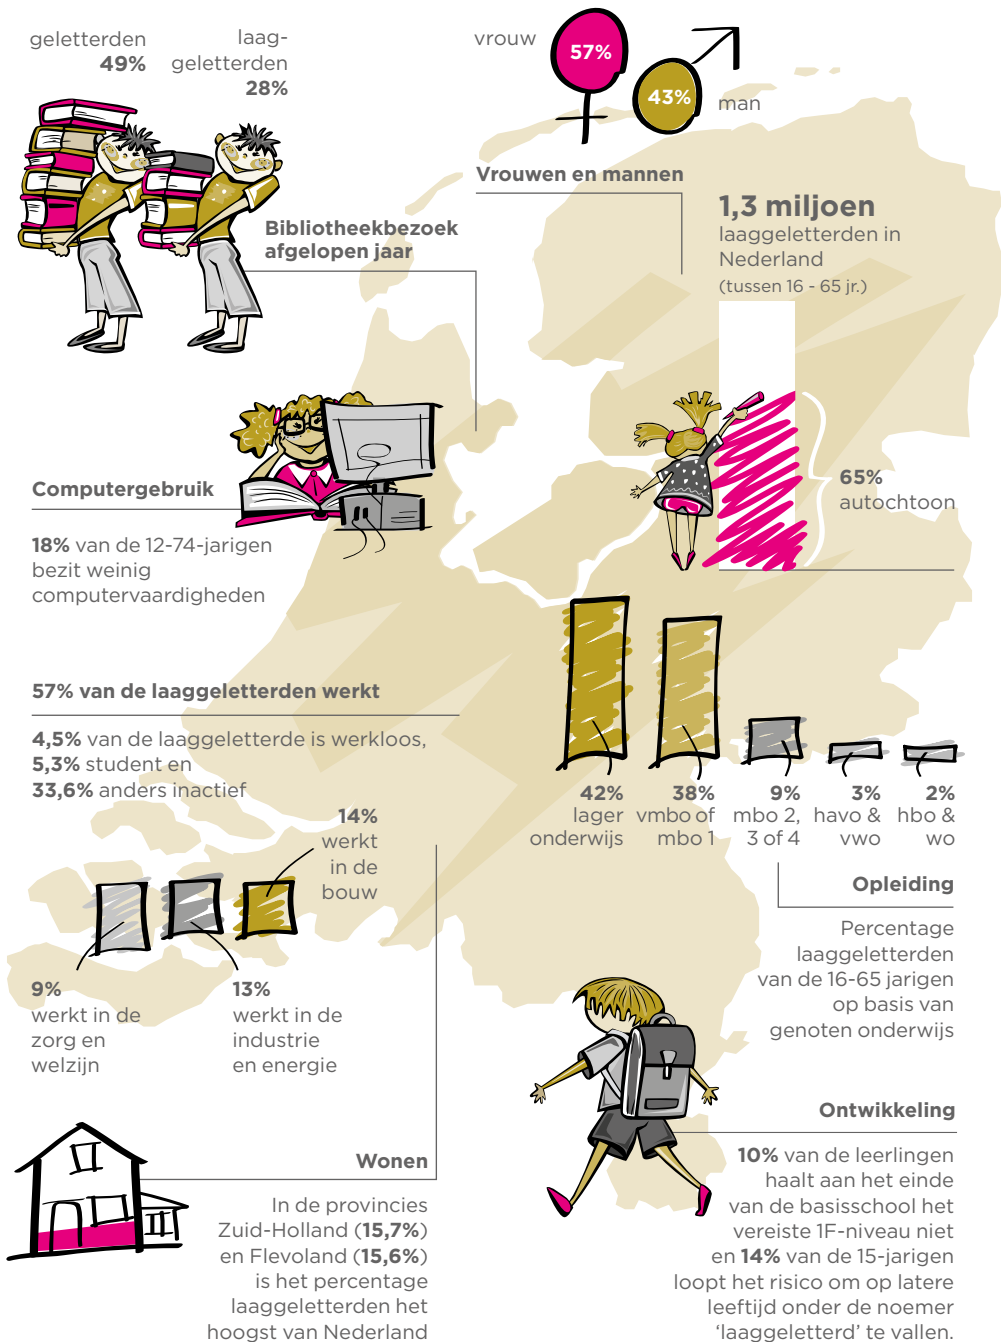 geletterden
49%
laag-
geletterden
28%
Bibliotheekbezoek
afgelopen jaar
vrouw
57%
43%
man
Vrouwen en mannen
1,3 miljoen
laaggeletterden in
Nederland
(tussen 16 - 65 jr.)
65%
autochtoon
Computergebruik
18% van de 12-74-jarigen
bezit weinig
computervaardigheden
57% van de laaggeletterden werkt
4,5% van de laaggeletterde is werkloos,
5,3% student en
33,6% anders inactief
14%
werkt
in de
bouw
9%
werkt in de
zorg en
welzijn
13%
werkt in de
industrie
en energie
42%
lager
onderwijs
38%
vmbo of
mbo 1
9%
mbo 2,
3 of 4
3%
havo &
vwo
2%
hbo &
wo
Opleiding
Percentage
laaggeletterden
van de 16-65 jarigen
op basis van
genoten onderwijs
Wonen
In de provincies
Zuid-Holland (15,7%)
en Flevoland (15,6%)
is het percentage
laaggeletterden het
hoogst van Nederland
Ontwikkeling
10% van de leerlingen
haalt aan het einde
van de basisschool het
vereiste 1F-niveau niet
en 14% van de 15-jarigen
loopt het risico om op latere
leeftijd onder de noemer
‘laaggeletterd’ te vallen.